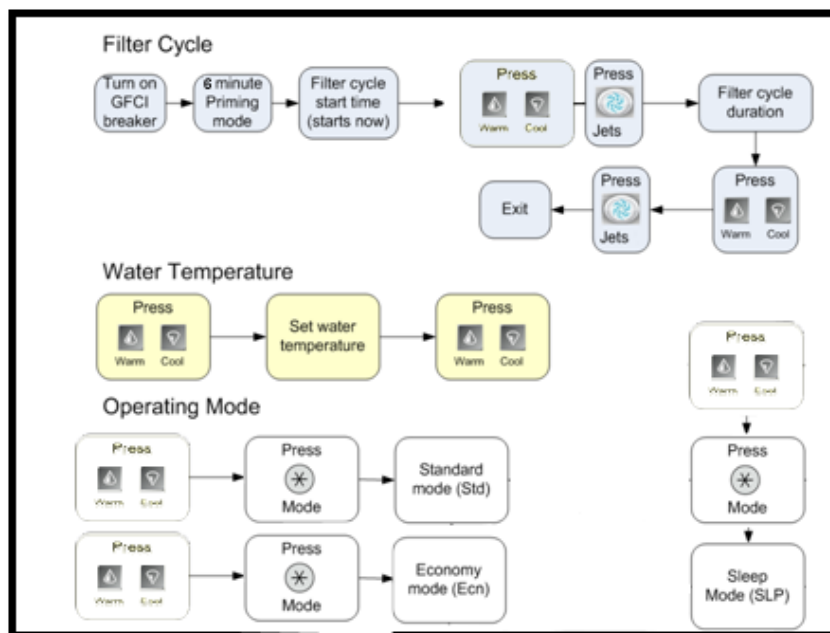 Filter Cycle
Turn on
GFCI
breaker
6 minute
Priming
mode
Filter cycle
start time
(starts now)
Press
Warm Cool
Press
Jets
Filter cycle
duration
Press
Warm Cool
Press
Jets
Exit
Water Temperature
Press
Warm Cool
Set water
temperature
Press
Warm Cool
Press
Warm Cool
Press
Mode
Sleep
Mode (SLP)
Operating Mode
Press
Warm Cool
Press
Mode
Standard
mode (Std)
Press
Warm Cool
Press
Mode
Economy
mode (Ecn)